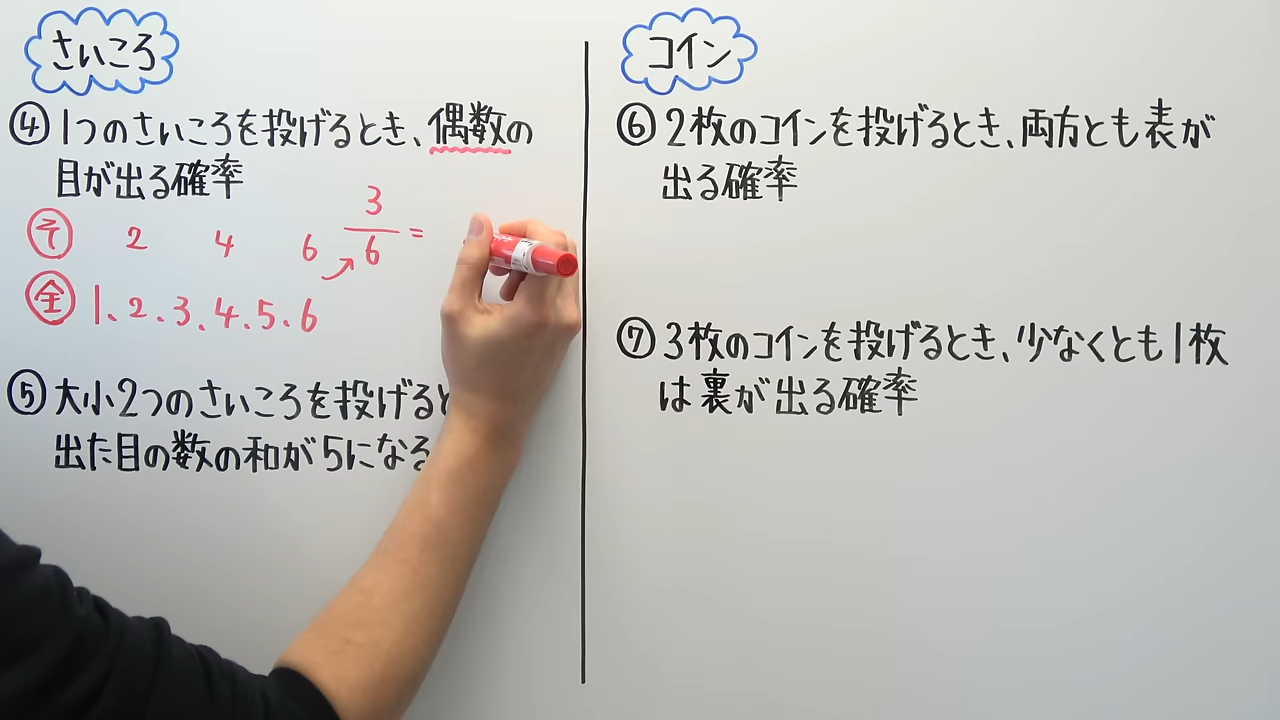 さいころ
④ 1つのさいころを投げるとき、偶数の
目が出る確率
そ 2 4 6 3/6 =
全 1、2、3、4、5、6
⑤ 大小2つのさいころを投げると
出た目の数の和が5になる
コイン
⑥ 2枚のコインを投げるとき、両方とも表が
出る確率
⑦ 3枚のコインを投げるとき、少なくとも1枚
は裏が出る確率